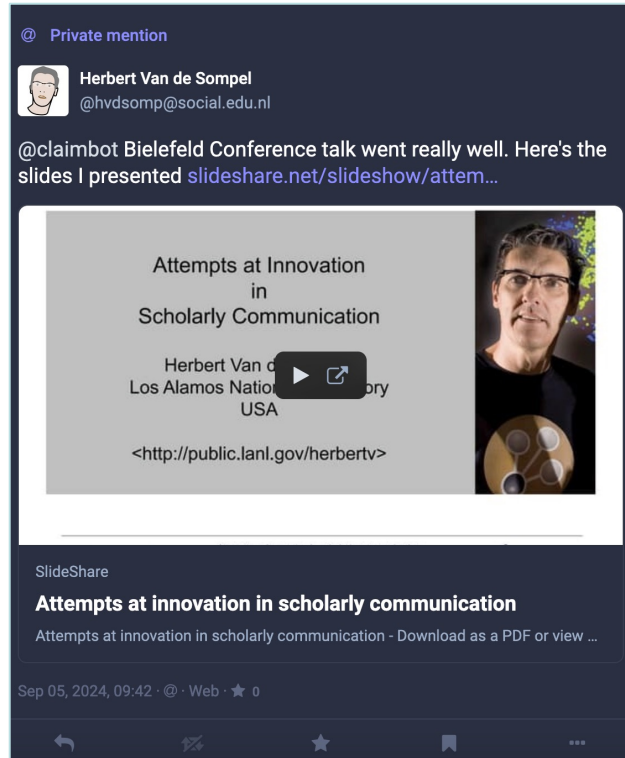 @ Private mention
Herbert Van de Sompel
@hvdsomp@social.edu.nl
@claimbot Bielefeld Conference talk went really well. Here's the
slides I presented slideshare.net/slideshow/attem…
Attempts at Innovation
in
Scholarly Communication
Herbert Van d
Los Alamos Natio ory
USA
<http://public.lanl.gov/herbertv>
SlideShare
Attempts at innovation in scholarly communication
Attempts at innovation in scholarly communication - Download as a PDF or view ...
Sep 05, 2024, 09:42 · @ · Web · ★ 0